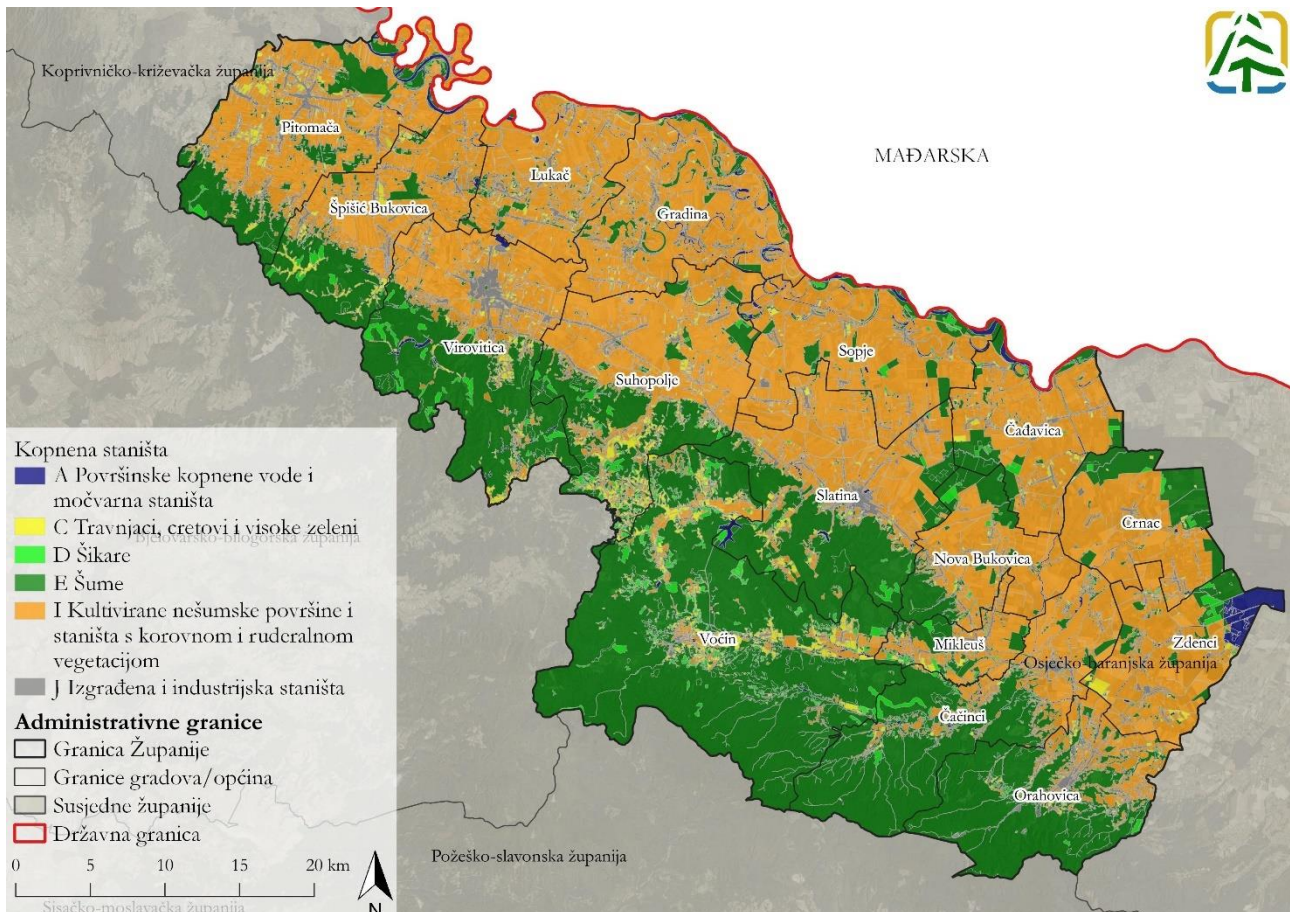 Koprivničko-križevačka županija
Pitomača
MAĐARSKA
Lukač
Špišić Bukovica
Gradina
Virovitica
Sopje
Suhopolje
Čađavica
Slatina
Crnac
Nova Bukovica
Voćin
Mikleuš
Zdenci
Osječko-baranjska županija
Čačinci
Orahovica
Požeško-slavonska županija
Kopnena staništa
A Površinske kopnene vode i
močvarna staništa
C Travnjaci, cretovi i visoke zeleni
Bjelovarsko-bilogorska županija
D Šikare
E Šume
I Kultivirane nešumske površine i
staništa s korovnom i ruderalnom
vegetacijom
J Izgrađena i industrijska staništa
Administrativne granice
Granica Županije
Granice gradova/općina
Susjedne županije
Državna granica
0 5 10 15 20 km
N
Sisačko-moslavačka županija